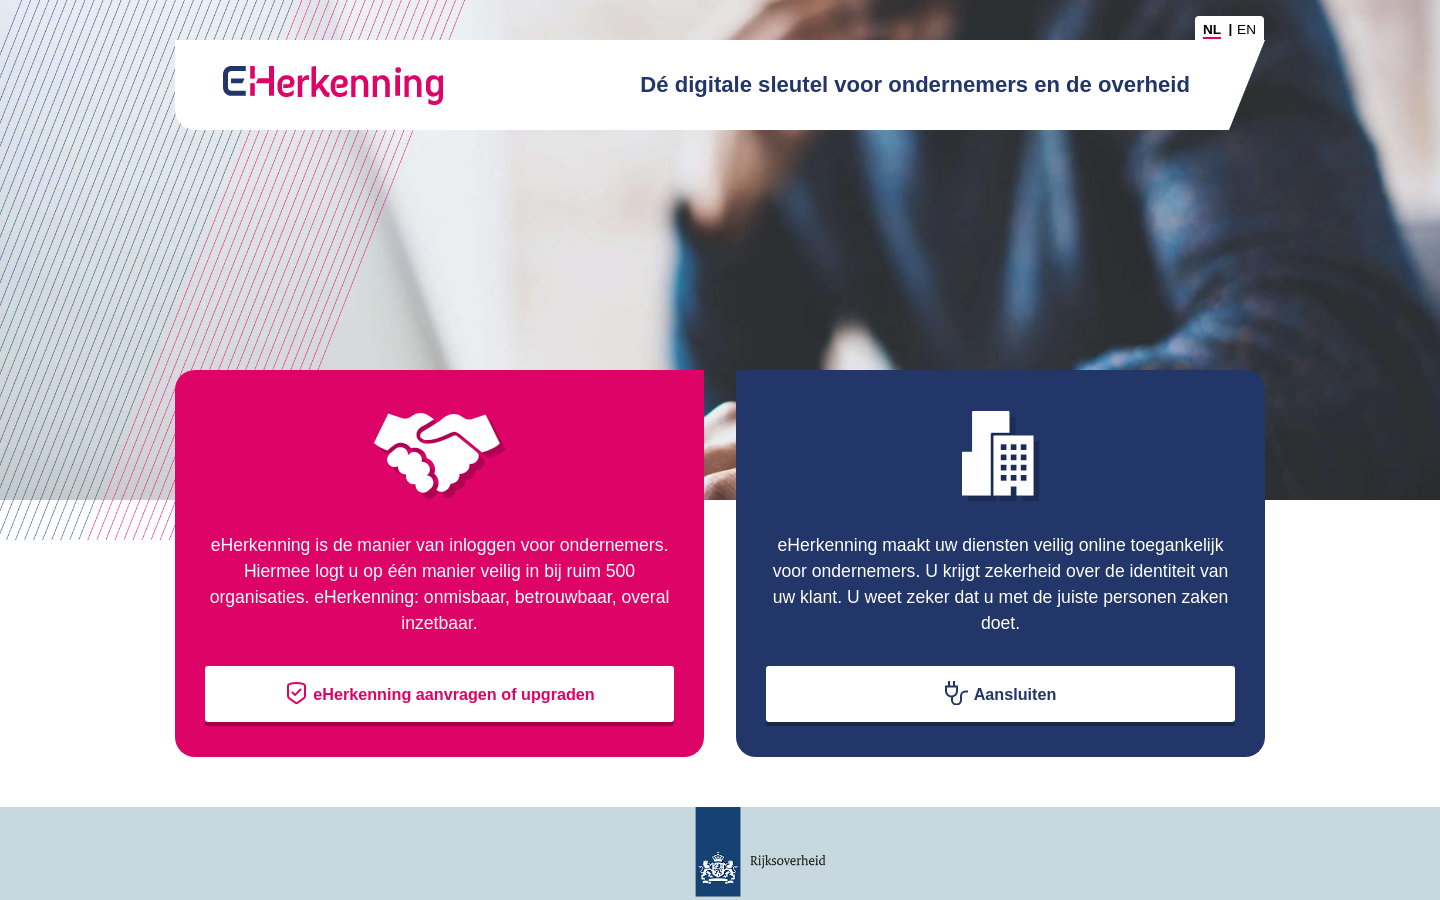 NL | EN
eHerkenning
Dé digitale sleutel voor ondernemers en de overheid
eHerkenning is de manier van inloggen voor ondernemers.
Hiermee logt u op één manier veilig in bij ruim 500
organisaties. eHerkenning: onmisbaar, betrouwbaar, overal
inzetbaar.
eHerkenning aanvragen of upgraden
eHerkenning maakt uw diensten veilig online toegankelijk
voor ondernemers. U krijgt zekerheid over de identiteit van
uw klant. U weet zeker dat u met de juiste personen zaken
doet.
Aansluiten
Rijksoverheid